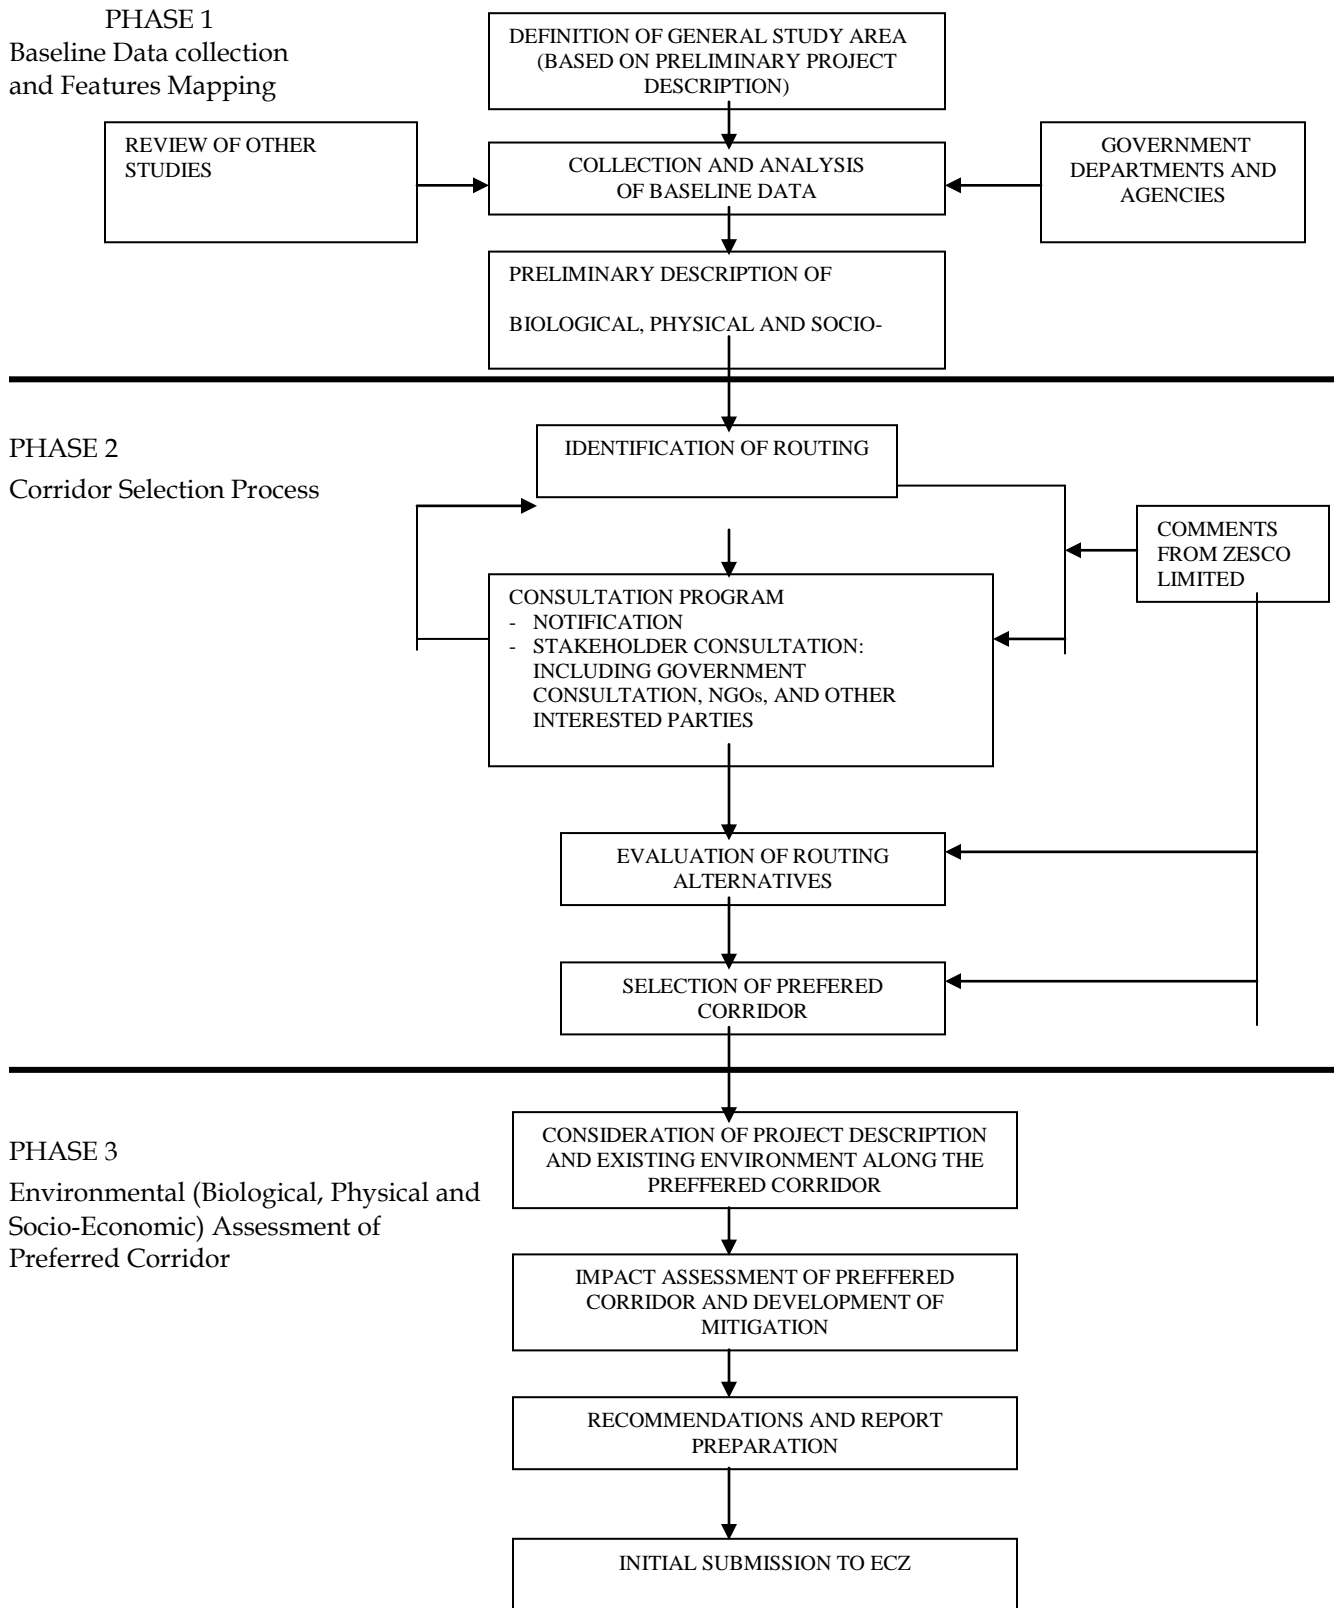 PHASE 1
Baseline Data collection
and Features Mapping
DEFINITION OF GENERAL STUDY AREA
(BASED ON PRELIMINARY PROJECT
DESCRIPTION)
REVIEW OF OTHER
STUDIES
COLLECTION AND ANALYSIS
OF BASELINE DATA
GOVERNMENT
DEPARTMENTS AND
AGENCIES
PRELIMINARY DESCRIPTION OF
BIOLOGICAL, PHYSICAL AND SOCIO-
PHASE 2
Corridor Selection Process
IDENTIFICATION OF ROUTING
COMMENTS
FROM ZESCO
LIMITED
CONSULTATION PROGRAM
- NOTIFICATION
- STAKEHOLDER CONSULTATION:
INCLUDING GOVERNMENT
CONSULTATION, NGOs, AND OTHER
INTERESTED PARTIES
EVALUATION OF ROUTING
ALTERNATIVES
SELECTION OF PREFERED
CORRIDOR
PHASE 3
Environmental (Biological, Physical and
Socio-Economic) Assessment of
Preferred Corridor
CONSIDERATION OF PROJECT DESCRIPTION
AND EXISTING ENVIRONMENT ALONG THE
PREFFERED CORRIDOR
IMPACT ASSESSMENT OF PREFFERED
CORRIDOR AND DEVELOPMENT OF
MITIGATION
RECOMMENDATIONS AND REPORT
PREPARATION
INITIAL SUBMISSION TO ECZ